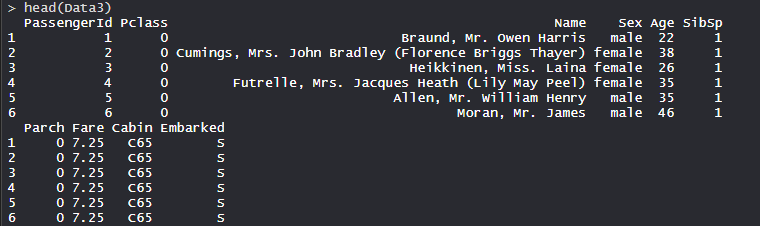 > head(Data3)
PassengerId Pclass Name Sex Age SibSp
1 1 0 Braund, Mr. Owen Harris male 22 1
2 2 0 Cumings, Mrs. John Bradley (Florence Briggs Thayer) female 38 1
3 3 0 Heikkinen, Miss. Laina female 26 1
4 4 0 Futrelle, Mrs. Jacques Heath (Lily May Peel) female 35 1
5 5 0 Allen, Mr. William Henry male 35 1
6 6 0 Moran, Mr. James male 46 1
Parch Fare Cabin Embarked
1 0 7.25 C65 S
2 0 7.25 C65 S
3 0 7.25 C65 S
4 0 7.25 C65 S
5 0 7.25 C65 S
6 0 7.25 C65 S